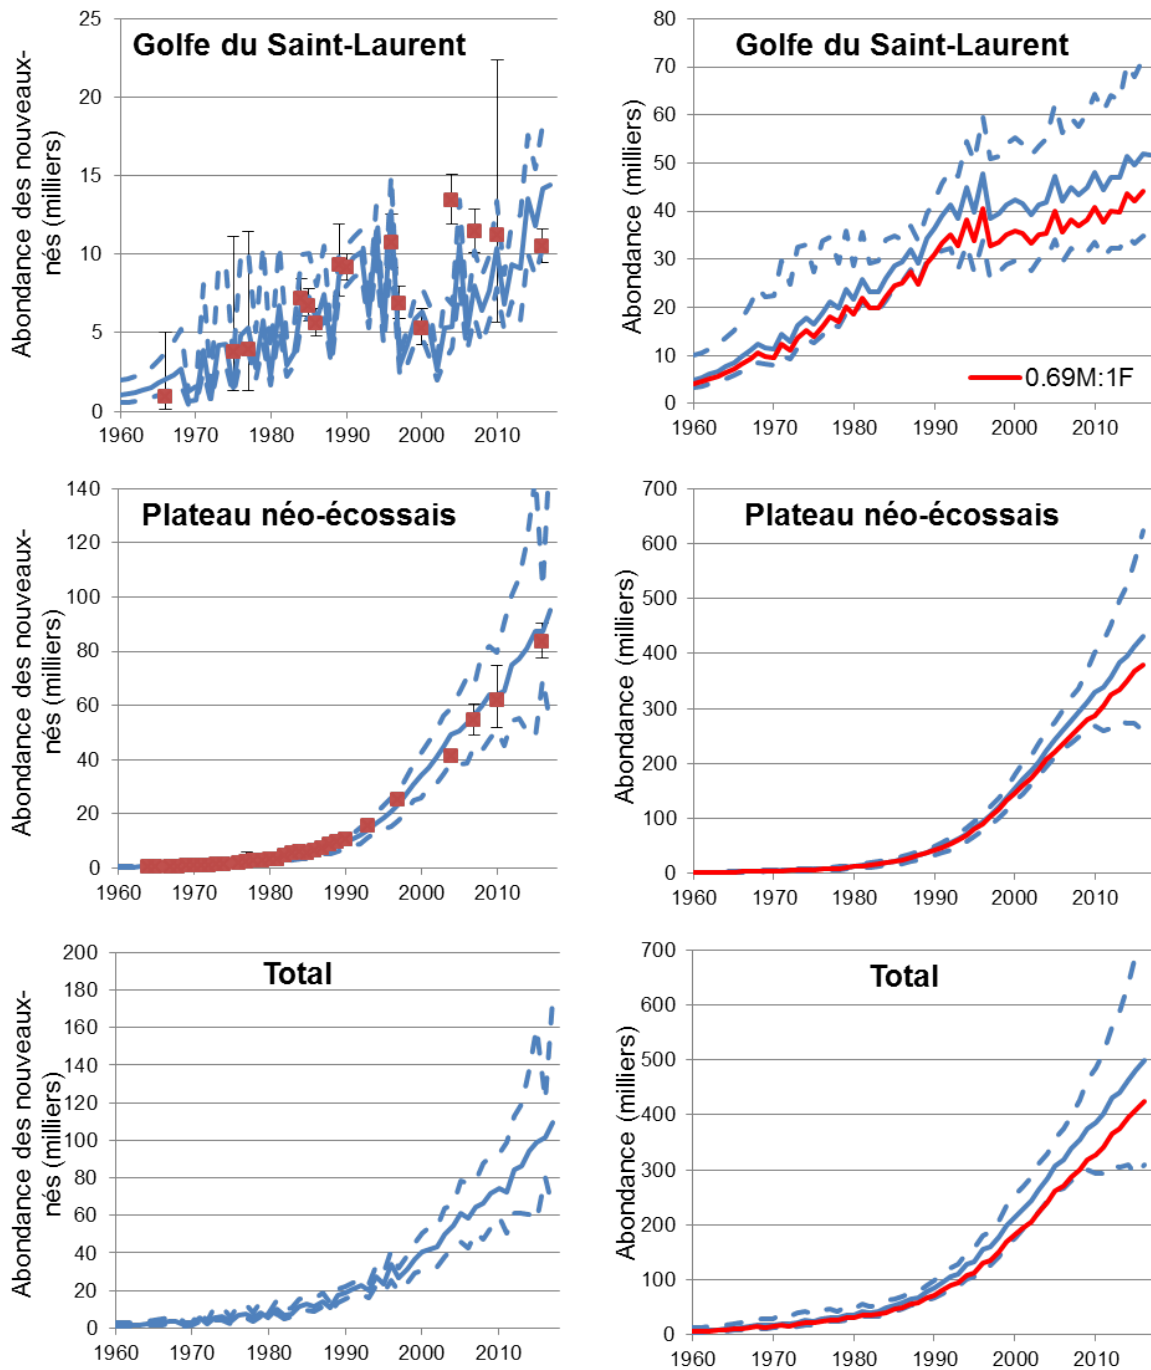 Golfe du Saint-Laurent
Abondance des nouveaux-
nés (milliers)
25
20
15
10
5
0
1960 1970 1980 1990 2000 2010
Golfe du Saint-Laurent
Abondance (milliers)
80
70
60
50
40
30
20
10
0
0.69M:1F
1960 1970 1980 1990 2000 2010
Plateau néo-écossais
Abondance des nouveaux-
nés (milliers)
140
120
100
80
60
40
20
0
1960 1970 1980 1990 2000 2010
Plateau néo-écossais
Abondance (milliers)
700
600
500
400
300
200
100
0
1960 1970 1980 1990 2000 2010
Total
Abondance des nouveaux-
nés (milliers)
200
180
160
140
120
100
80
60
40
20
0
1960 1970 1980 1990 2000 2010
Total
Abondance (milliers)
700
600
500
400
300
200
100
0
1960 1970 1980 1990 2000 2010